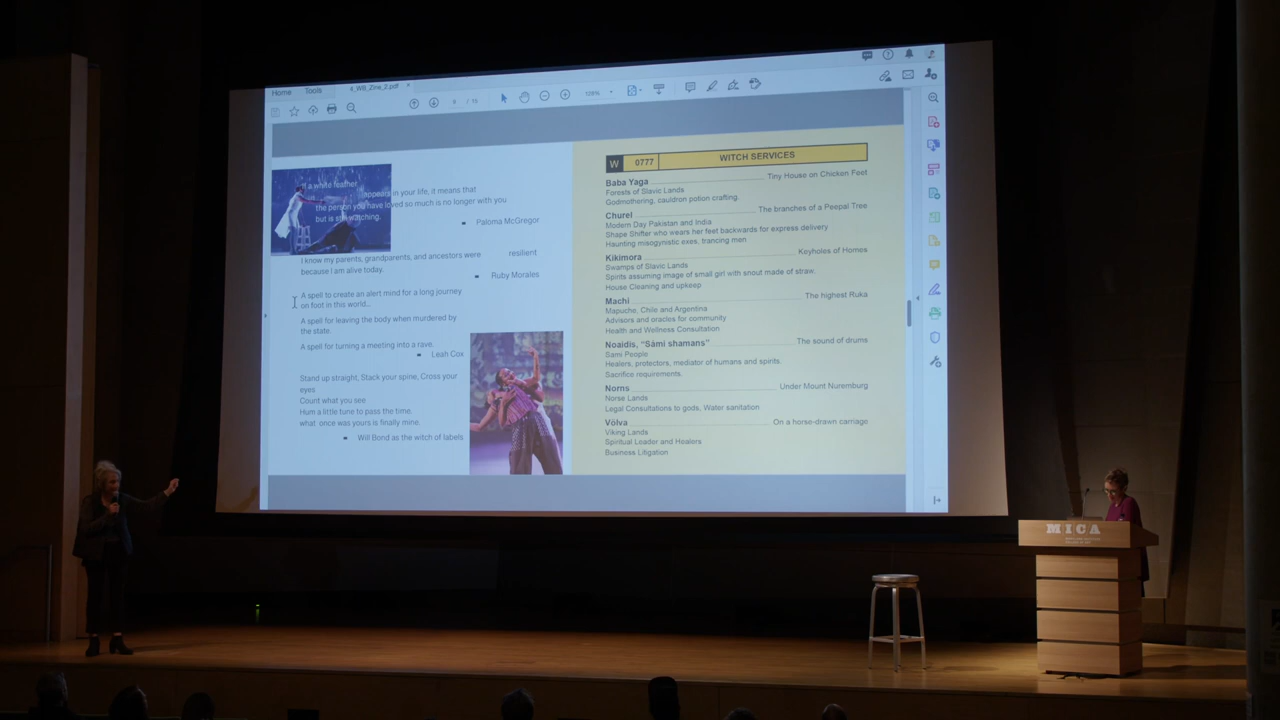 Home
Tools
4_WB_Zine_2.pdf
128%
If a white feather
appears in your life, it means that
the person you have loved so much is no longer with you
but is still watching.
Paloma McGregor
I know my parents, grandparents, and ancestors were resilient
because I am alive today.
Ruby Morales
A spell to create an alert mind for a long journey
on foot in this world...
A spell for leaving the body when murdered by
the state.
A spell for turning a meeting into a rave.
Leah Cox
Stand up straight, Stack your spine, Cross your
eyes
Count what you see
Hum a little tune to pass the time.
what once was yours is finally mine.
Will Bond as the witch of labels
W 0777 WITCH SERVICES
Baba Yaga Tiny House on Chicken Feet
Forests of Slavic Lands
Godmothering, cauldron potion crafting.
Churel The branches of a Peepal Tree
Modern Day Pakistan and India
Shape Shifter who wears her feet backwards for express delivery
Haunting misogynistic exes, trancing men
Kikimora Keyholes of Homes
Swamps of Slavic Lands
Spirits assuming image of small girl with snout made of straw.
House Cleaning and upkeep
Machi The highest Ruka
Mapuche, Chile and Argentina
Advisors and oracles for community
Health and Wellness Consultation
Noaidis, "Sámi shamans" The sound of drums
Sami People
Healers, protectors, mediator of humans and spirits.
Sacrifice requirements.
Norns Under Mount Nuremburg
Norse Lands
Legal Consultations to gods, Water sanitation
Völva On a horse-drawn carriage
Viking Lands
Spiritual Leader and Healers
Business Litigation
MICA